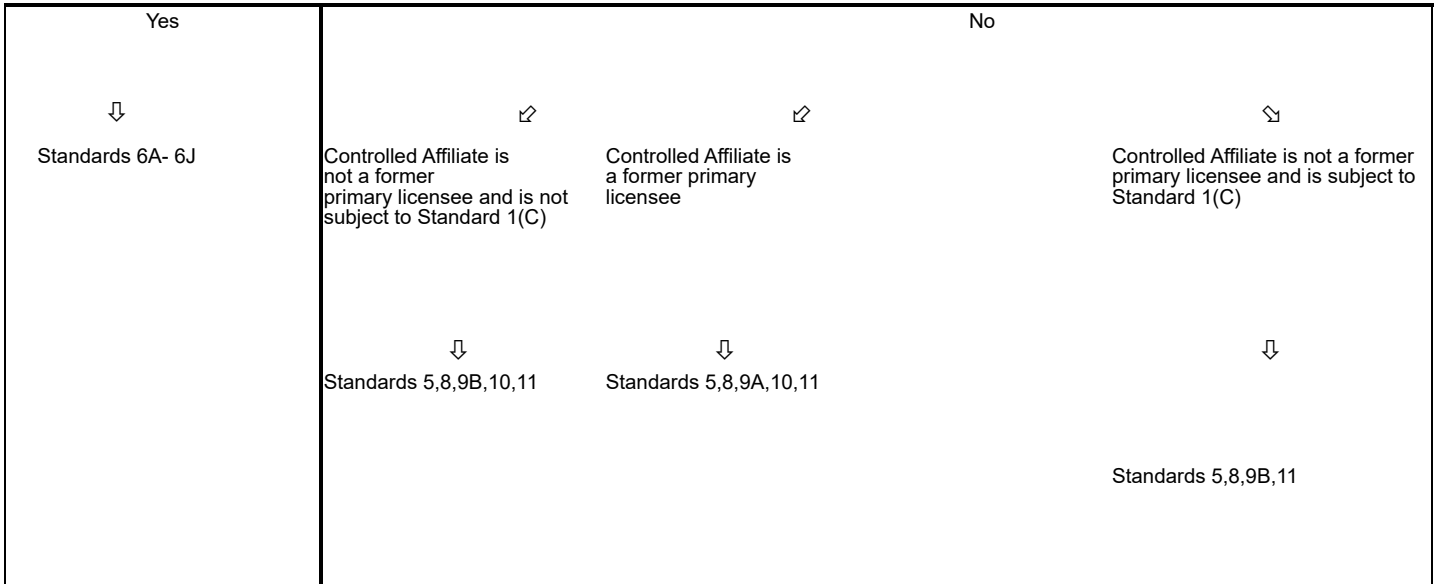 Yes
No
⇩
⬃
⬃
⬂
Standards 6A- 6J
Controlled Affiliate is
not a former
primary licensee and is not
subject to Standard 1(C)
Controlled Affiliate is
a former primary
licensee
Controlled Affiliate is not a former
primary licensee and is subject to
Standard 1(C)
⇩
⇩
⇩
Standards 5,8,9B,10,11
Standards 5,8,9A,10,11
Standards 5,8,9B,11